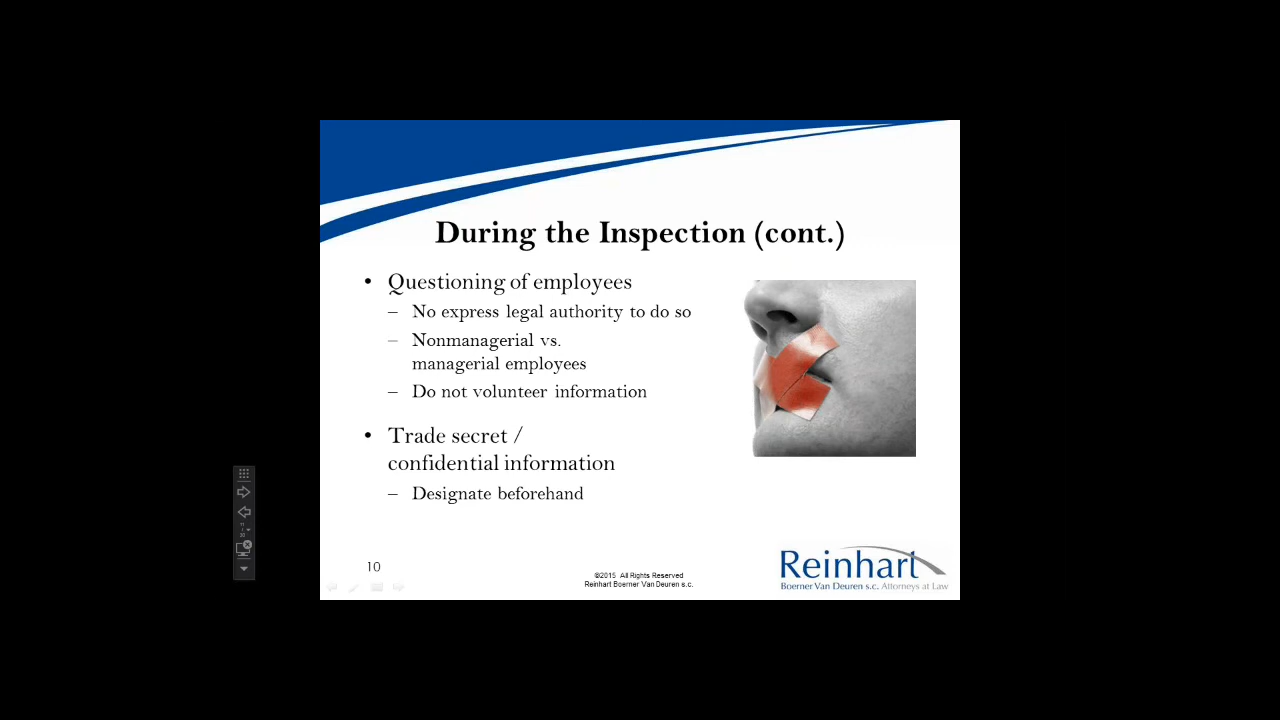 During the Inspection (cont.)
• Questioning of employees
– No express legal authority to do so
– Nonmanagerial vs.
managerial employees
– Do not volunteer information
• Trade secret /
confidential information
– Designate beforehand
10
©2015 All Rights Reserved
Reinhart Boerner Van Deuren s.c.
Reinhart
Boerner Van Deuren s.c. Attorneys at Law